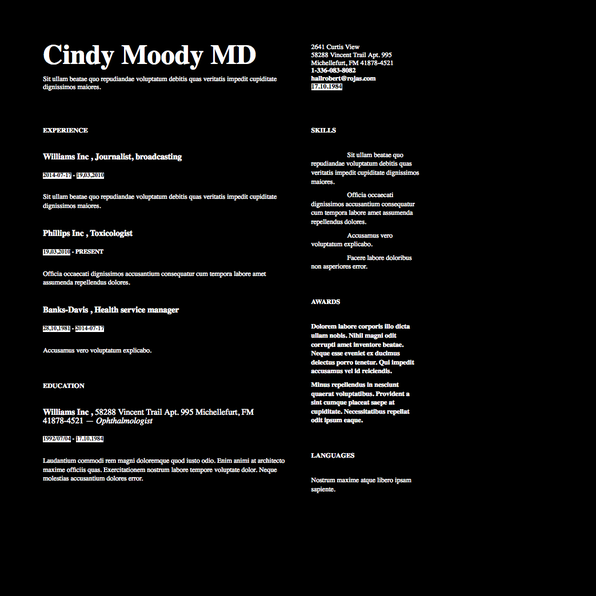 Cindy Moody MD
Sit ullam beatae quo repudiandae voluptatum debitis quas veritatis impedit cupiditate
dignissimos maiores.
2641 Curtis View
58288 Vincent Trail Apt. 995
Michellefurt, FM 41878-4521
1-336-083-8082
hallrobert@rojas.com
17.10.1984
EXPERIENCE
Williams Inc , Journalist, broadcasting
2014-07-17 - 19.03.2010
Sit ullam beatae quo repudiandae voluptatum debitis quas veritatis impedit cupiditate
dignissimos maiores.
Phillips Inc , Toxicologist
19.03.2010 - PRESENT
Officia occaecati dignissimos accusantium consequatur cum tempora labore amet
assumenda repellendus dolores.
Banks-Davis , Health service manager
28.10.1981 - 2014-07-17
Accusamus vero voluptatum explicabo.
EDUCATION
Williams Inc , 58288 Vincent Trail Apt. 995 Michellefurt, FM
41878-4521 — Ophthalmologist
1992/07/04 - 17.10.1984
Laudantium commodi rem magni doloremque quod iusto odio. Enim animi at architecto
maxime officiis quas. Exercitationem nostrum labore tempore voluptate dolor. Neque
molestias accusantium dolores error.
SKILLS
Sit ullam beatae quo
repudiandae voluptatum debitis quas
veritatis impedit cupiditate dignissimos
maiores.
Officia occaecati
dignissimos accusantium consequatur
cum tempora labore amet assumenda
repellendus dolores.
Accusamus vero
voluptatum explicabo.
Facere labore doloribus
non asperiores error.
AWARDS
Dolorem labore corporis illo dicta
ullam nobis. Nihil magni odit
corrupti amet inventore beatae.
Neque esse eveniet ex ducimus
delectus porro tenetur. Qui impedit
accusamus vel id reiciendis.
Minus repellendus in nesciunt
quaerat voluptatibus. Provident a
sint cumque placeat saepe at
cupiditate. Necessitatibus repellat
odit ipsum eaque.
LANGUAGES
Nostrum maxime atque libero ipsam
sapiente.